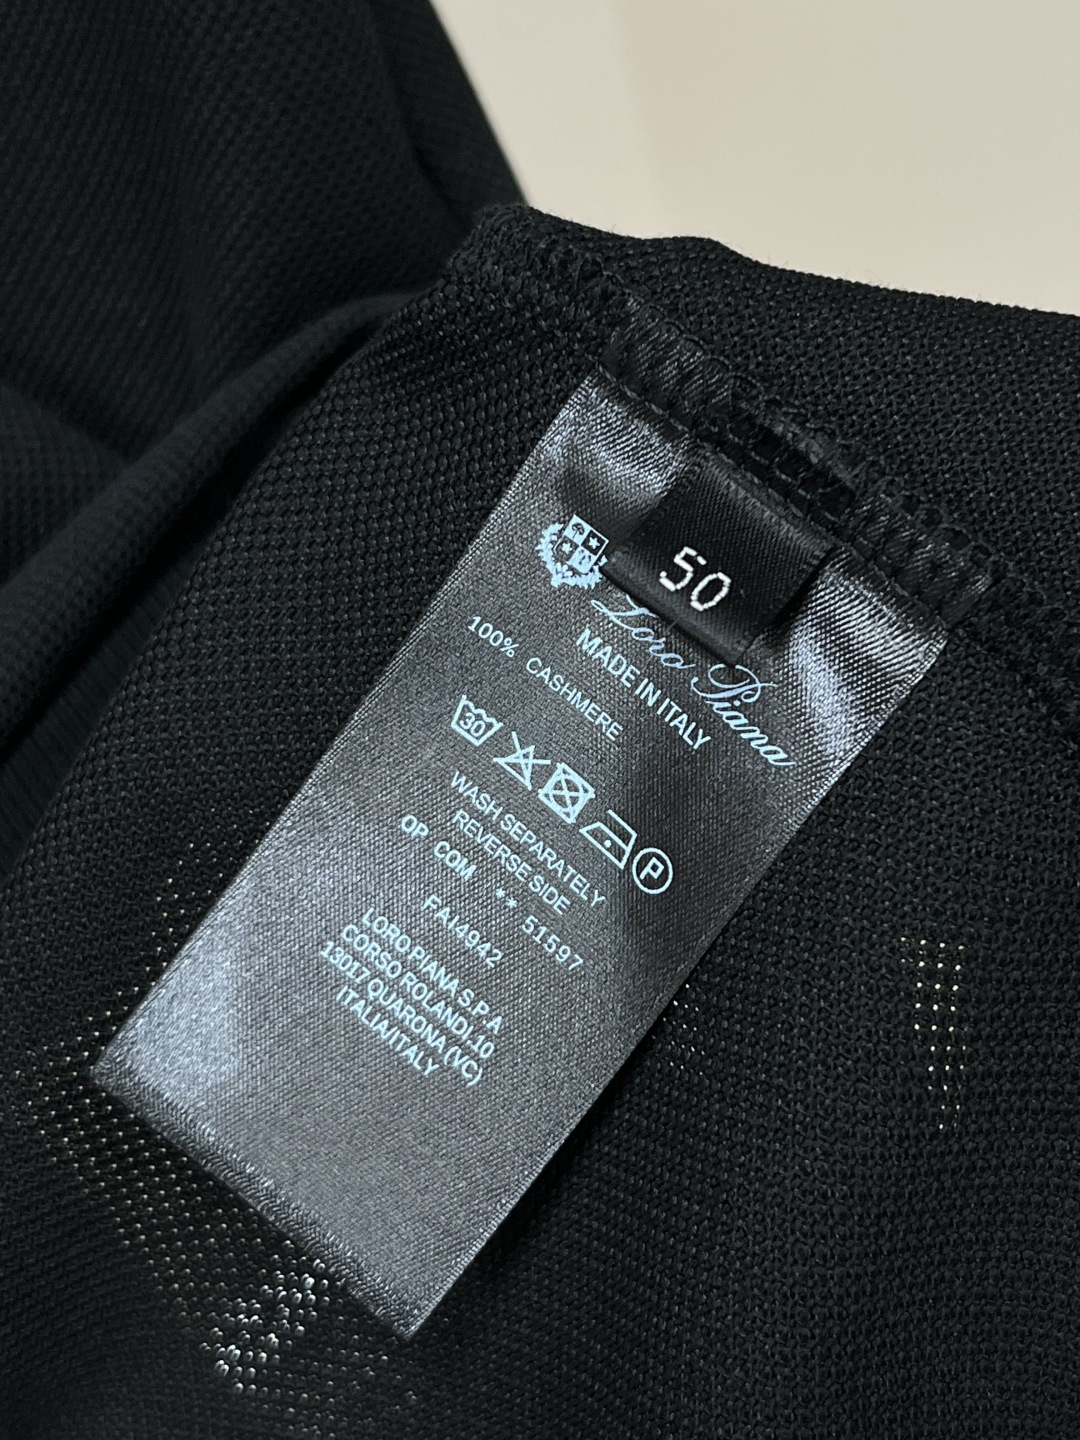 50
Loro Piana
MADE IN ITALY
100% CASHMERE
30
P
WASH SEPARATELY
REVERSE SIDE
OP COM ** 51597
FAI4942
LORO PIANA S.P.A
CORSO ROLANDI.10
13017 QUARONA (VC)
ITALIA/ITALY